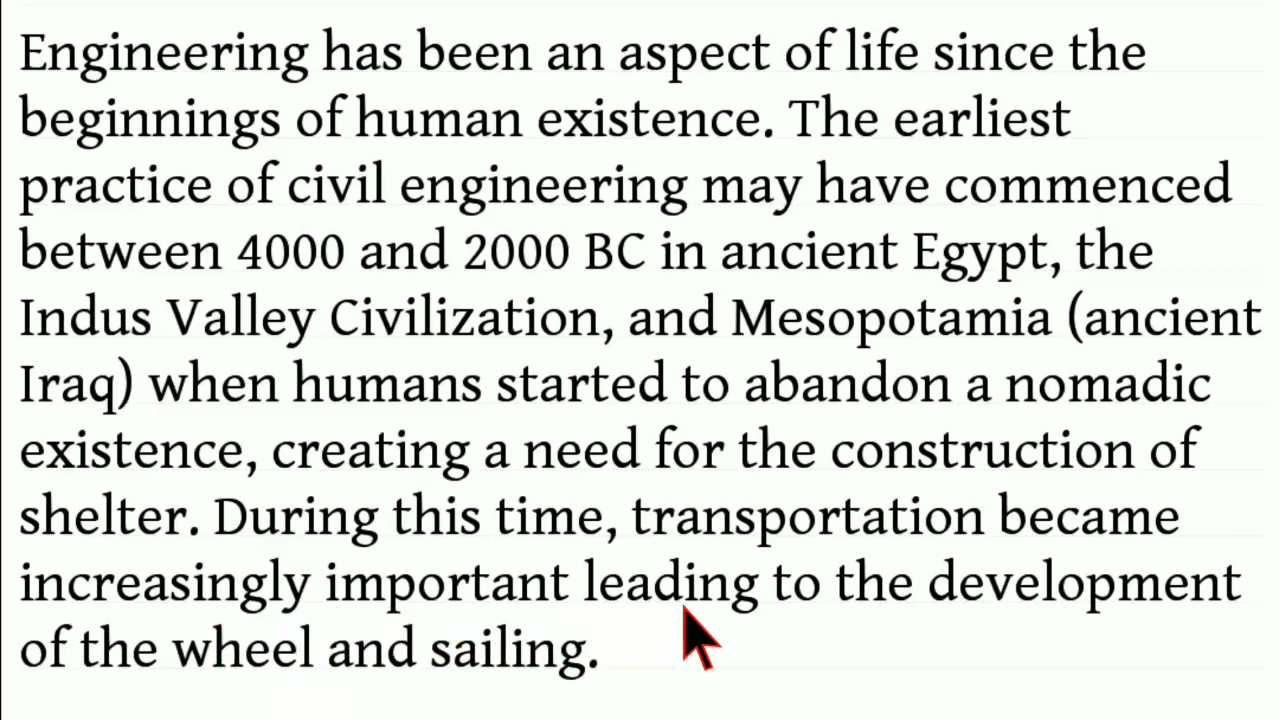 Engineering has been an aspect of life since the
beginnings of human existence. The earliest
practice of civil engineering may have commenced
between 4000 and 2000 BC in ancient Egypt, the
Indus Valley Civilization, and Mesopotamia (ancient
Iraq) when humans started to abandon a nomadic
existence, creating a need for the construction of
shelter. During this time, transportation became
increasingly important leading to the development
of the wheel and sailing.